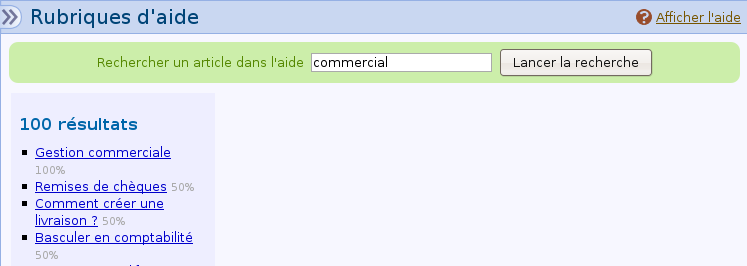 Rubriques d'aide
Afficher l'aide
Rechercher un article dans l'aide commercial Lancer la recherche
100 résultats
Gestion commerciale
100%
Remises de chèques 50%
Comment créer une
livraison ? 50%
Basculer en comptabilité
50%